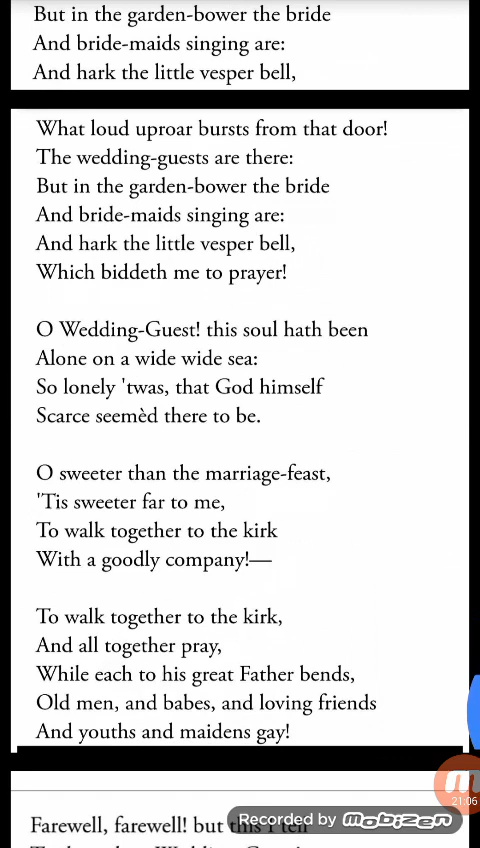 But in the garden-bower the bride
And bride-maids singing are:
And hark the little vesper bell,
What loud uproar bursts from that door!
The wedding-guests are there:
But in the garden-bower the bride
And bride-maids singing are:
And hark the little vesper bell,
Which biddeth me to prayer!
O Wedding-Guest! this soul hath been
Alone on a wide wide sea:
So lonely 'twas, that God himself
Scarce seemèd there to be.
O sweeter than the marriage-feast,
'Tis sweeter far to me,
To walk together to the kirk
With a goodly company!—
To walk together to the kirk,
And all together pray,
While each to his great Father bends,
Old men, and babes, and loving friends
And youths and maidens gay!
21:06
Farewell, farewell! but this I tell
Recorded by mobizen